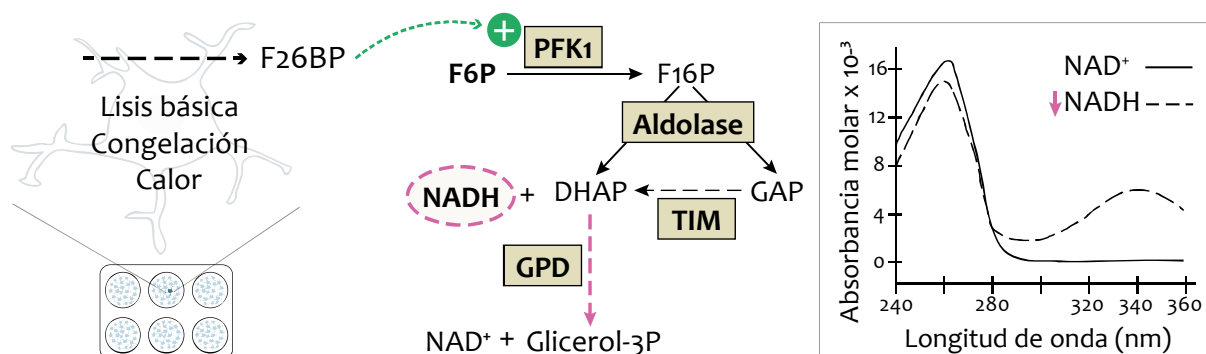 F26BP
Lisis básica
Congelación
Calor
+
PFK1
F6P
F16P
Aldolase
NADH + DHAP
GAP
TIM
GPD
NAD⁺ + Glicerol-3P
Absorbancia molar x 10⁻³
16
12
8
4
0
NAD⁺
NADH
240
280
320
340
360
Longitud de onda (nm)